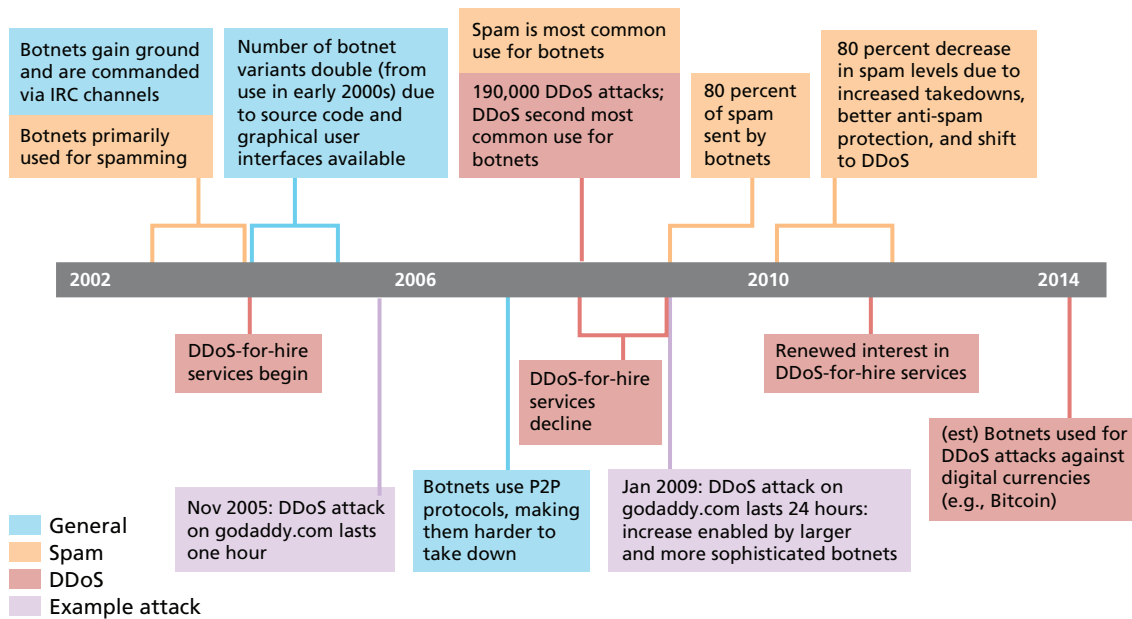 Botnets gain ground
and are commanded
via IRC channels
Botnets primarily
used for spamming
Number of botnet
variants double (from
use in early 2000s) due
to source code and
graphical user
interfaces available
Spam is most common
use for botnets
190,000 DDoS attacks;
DDoS second most
common use for
botnets
80 percent
of spam
sent by
botnets
80 percent decrease
in spam levels due to
increased takedowns,
better anti-spam
protection, and shift
to DDoS
2002
2006
2010
2014
DDoS-for-hire
services begin
DDoS-for-hire
services
decline
Renewed interest in
DDoS-for-hire services
(est) Botnets used for
DDoS attacks against
digital currencies
(e.g., Bitcoin)
Nov 2005: DDoS attack
on godaddy.com lasts
one hour
Botnets use P2P
protocols, making
them harder to
take down
Jan 2009: DDoS attack on
godaddy.com lasts 24 hours:
increase enabled by larger
and more sophisticated botnets
General
Spam
DDoS
Example attack